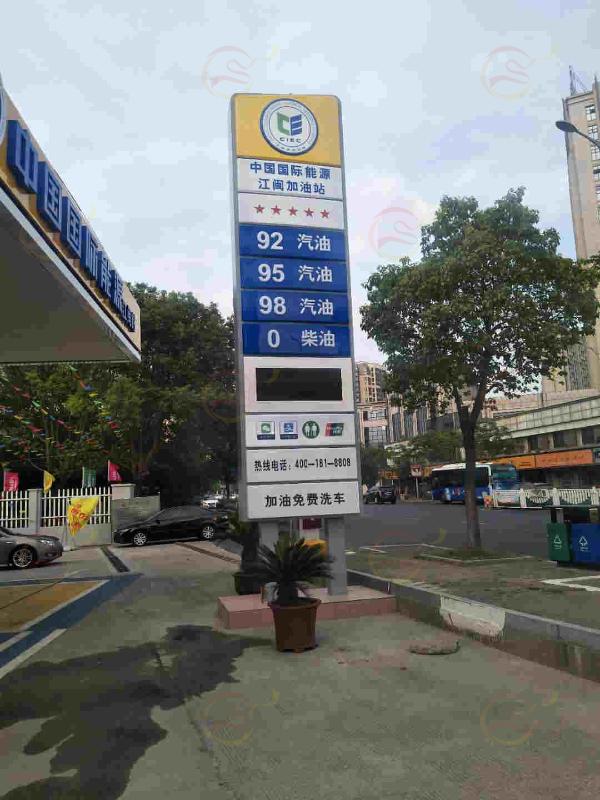 CIEC
中国国际能源
江闽加油站
92 汽油
95 汽油
98 汽油
0 柴油
热线电话：400-181-8808
加油免费洗车
中国国际能源